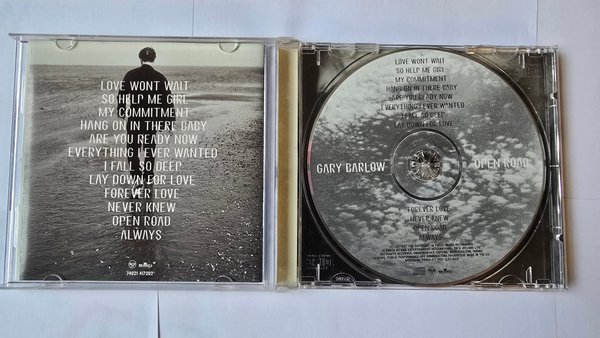 LOVE WONT WAIT
SO HELP ME GIRL
MY COMMITMENT
HANG ON IN THERE BABY
ARE YOU READY NOW
EVERYTHING I EVER WANTED
I FALL SO DEEP
LAY DOWN FOR LOVE
FOREVER LOVE
NEVER KNEW
OPEN ROAD
ALWAYS
74321 417202
LOVE WONT WAIT
SO HELP ME GIRL
MY COMMITMENT
HANG ON IN THERE BABY
ARE YOU READY NOW
EVERYTHING I EVER WANTED
I FALL SO DEEP
LAY DOWN FOR LOVE
GARY BARLOW
OPEN ROAD
FOREVER LOVE
NEVER KNEW
OPEN ROAD
ALWAYS